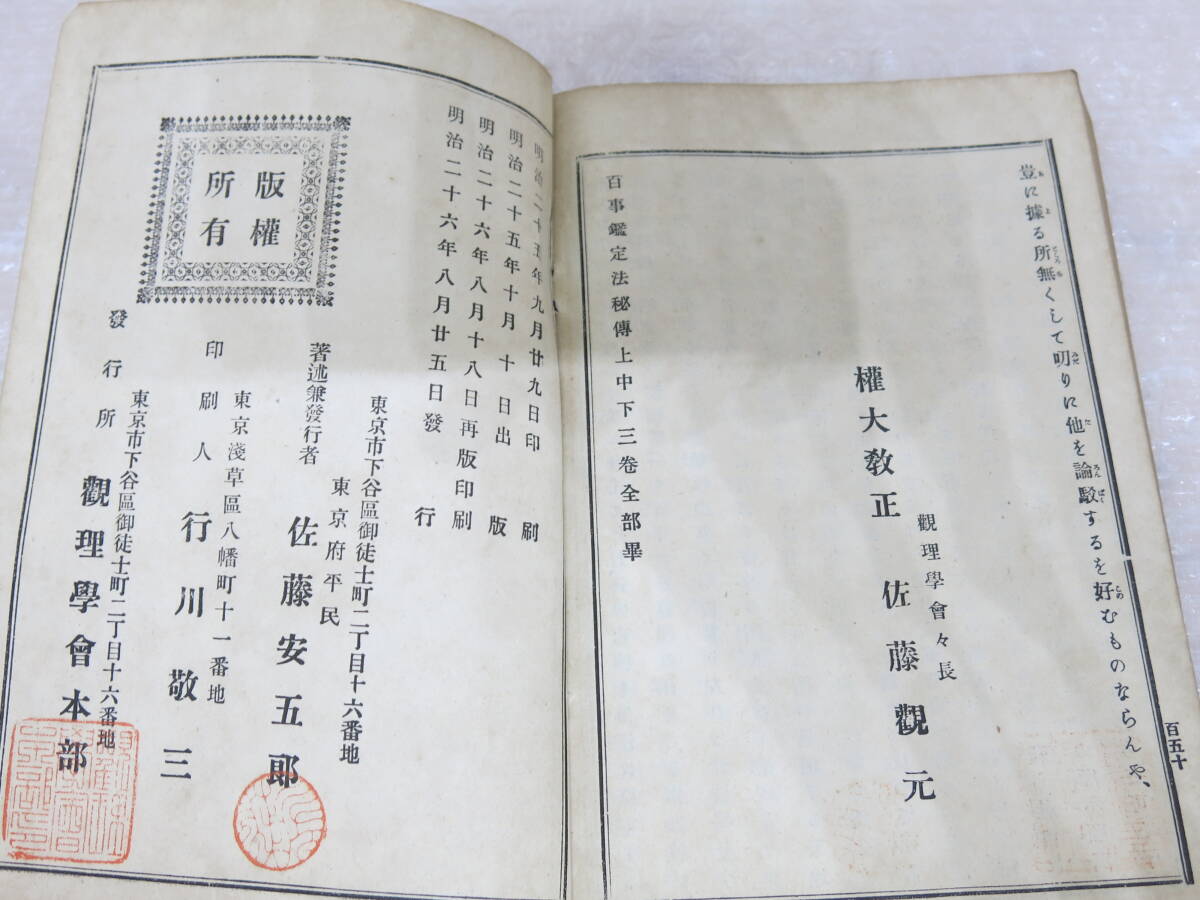 豈に據る所無くして叨りに他を論駁するを好むものならんや、
觀理學會々長
權大敎正 佐藤觀元
百事鑑定法秘傳上中下三卷全部畢
百五十
明治二十五年九月廿九日印刷
明治二十五年十月十日出版
明治二十六年八月十八日再版印刷
明治二十六年八月廿五日發行
版權
所有
東京市下谷區御徒士町二丁目十六番地
東京府平民
著述兼發行者 佐藤安五郎
東京淺草區八幡町十一番地
印刷人 行川敬三
東京市下谷區御徒士町二丁目十六番地
發行所 觀理學會本部